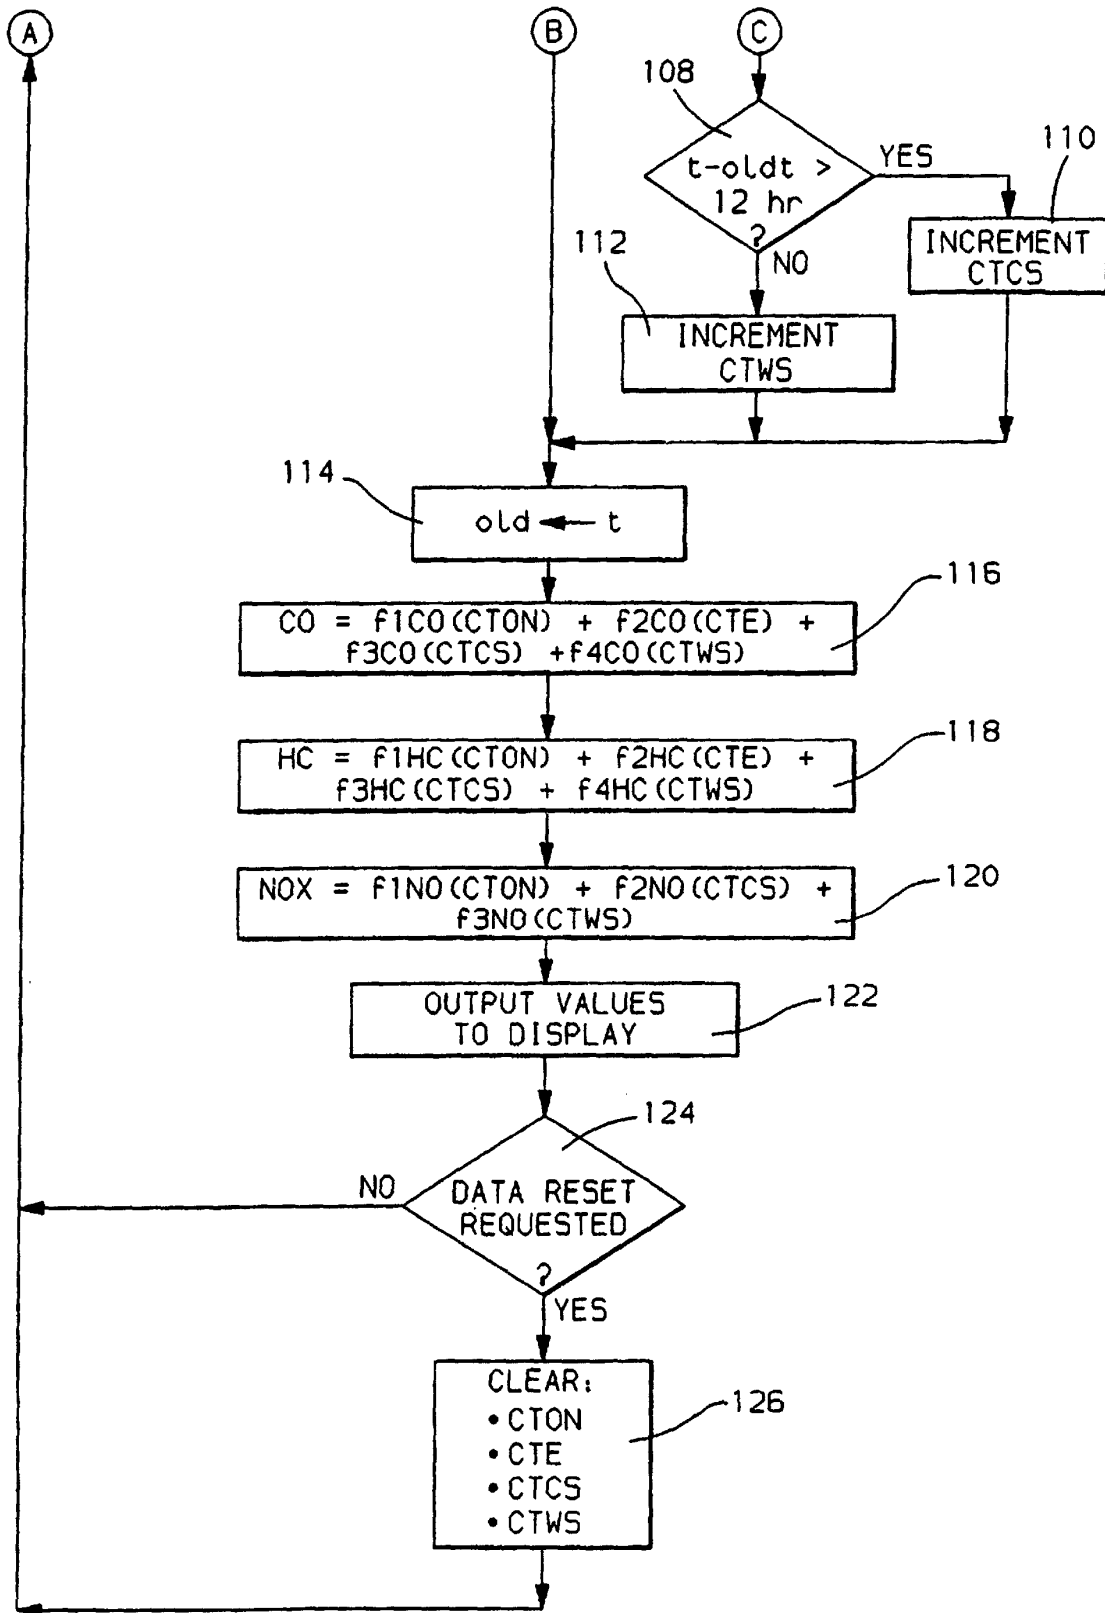 A
B
C
108
t-oldt >
12 hr
?
YES
110
INCREMENT
CTCS
NO
112
INCREMENT
CTWS
114
old ← t
116
CO = f1CO(CTON) + f2CO(CTE) +
f3CO(CTCS) +f4CO(CTWS)
118
HC = f1HC(CTON) + f2HC(CTE) +
f3HC(CTCS) + f4HC(CTWS)
120
NOX = f1NO(CTON) + f2NO(CTCS) +
f3NO(CTWS)
122
OUTPUT VALUES
TO DISPLAY
124
NO
DATA RESET
REQUESTED
?
YES
126
CLEAR:
• CTON
• CTE
• CTCS
• CTWS